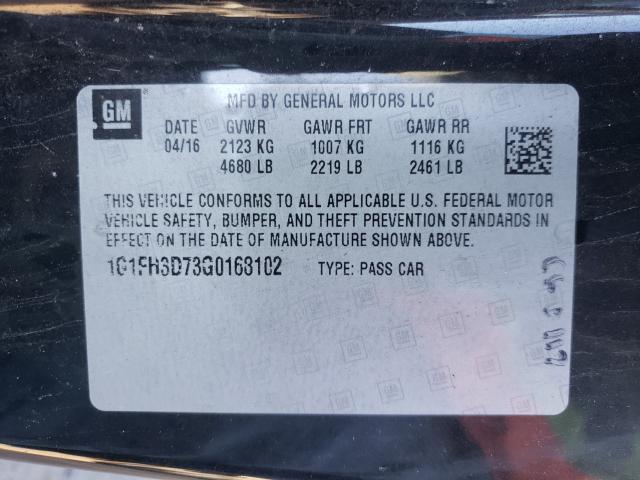 GM
MFD BY GENERAL MOTORS LLC
DATE GVWR GAWR FRT GAWR RR
04/16 2123 KG 1007 KG 1116 KG
4680 LB 2219 LB 2461 LB
THIS VEHICLE CONFORMS TO ALL APPLICABLE U.S. FEDERAL MOTOR
VEHICLE SAFETY, BUMPER, AND THEFT PREVENTION STANDARDS IN
EFFECT ON THE DATE OF MANUFACTURE SHOWN ABOVE.
1G1FH3D73G0168102 TYPE: PASS CAR